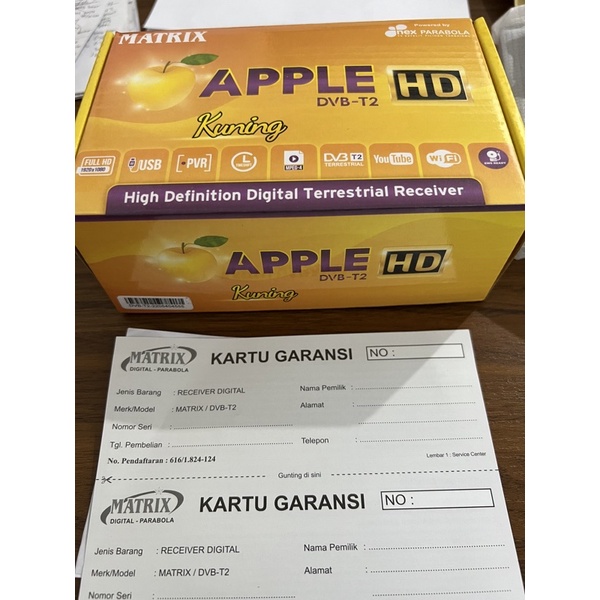 MATRIX
Powered by
nex PARABOLA
APPLE HD
DVB-T2
Kuning
FULL HD
1920x1080
USB
PVR
MPEG-4
DVB T2
TERRESTRIAL
YouTube
WiFi
High Definition Digital Terrestrial Receiver
APPLE HD
DVB-T2
Kuning
MATRIX
DIGITAL - PARABOLA
KARTU GARANSI
NO :
Jenis Barang : RECEIVER DIGITAL
Nama Pemilik :
Merk/Model : MATRIX / DVB-T2
Alamat :
Nomor Seri :
Tgl. Pembelian :
Telepon :
No. Pendaftaran : 616/1.824-124
Lembar 1 : Service Center
Gunting di sini
MATRIX
DIGITAL - PARABOLA
KARTU GARANSI
NO :
Jenis Barang : RECEIVER DIGITAL
Nama Pemilik :
Merk/Model : MATRIX / DVB-T2
Alamat :
Nomor Seri :